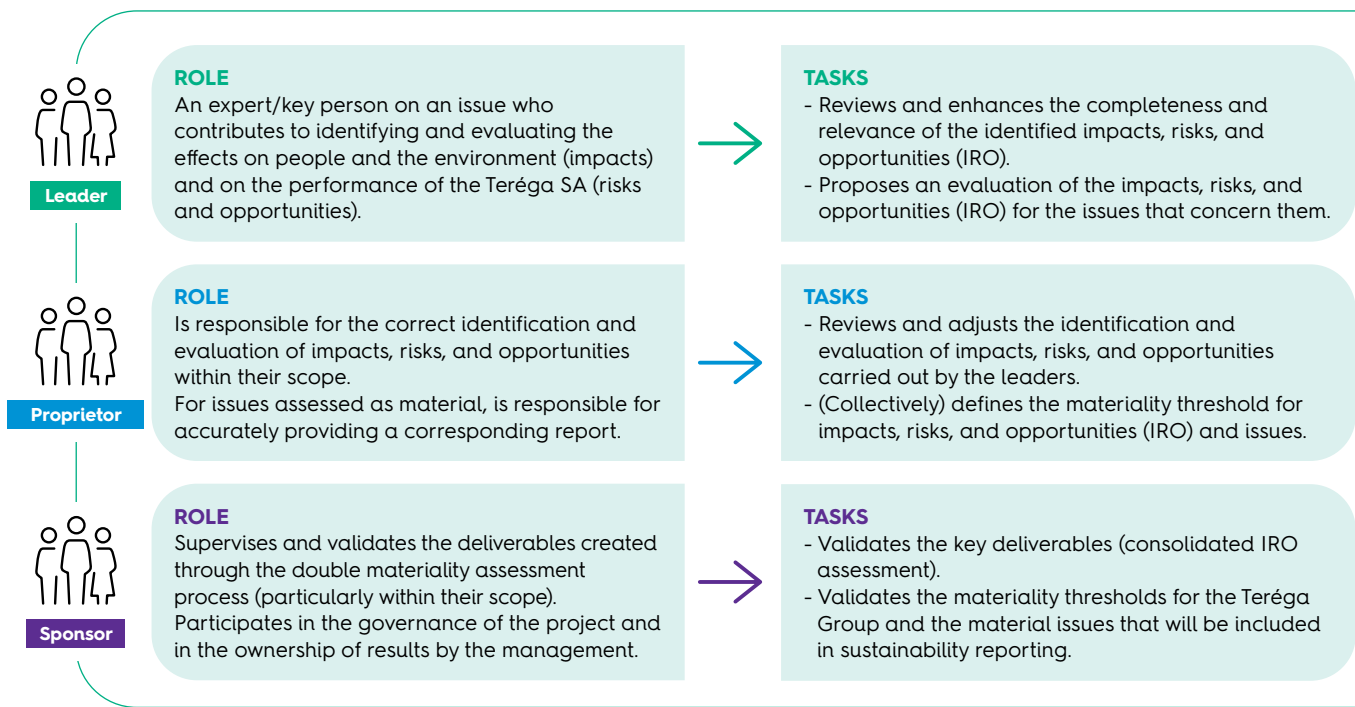 Leader
ROLE
An expert/key person on an issue who
contributes to identifying and evaluating the
effects on people and the environment (impacts)
and on the performance of the Teréga SA (risks
and opportunities).
TASKS
- Reviews and enhances the completeness and
relevance of the identified impacts, risks, and
opportunities (IRO).
- Proposes an evaluation of the impacts, risks, and
opportunities (IRO) for the issues that concern them.
Proprietor
ROLE
Is responsible for the correct identification and
evaluation of impacts, risks, and opportunities
within their scope.
For issues assessed as material, is responsible for
accurately providing a corresponding report.
TASKS
- Reviews and adjusts the identification and
evaluation of impacts, risks, and opportunities
carried out by the leaders.
- (Collectively) defines the materiality threshold for
impacts, risks, and opportunities (IRO) and issues.
Sponsor
ROLE
Supervises and validates the deliverables created
through the double materiality assessment
process (particularly within their scope).
Participates in the governance of the project and
in the ownership of results by the management.
TASKS
- Validates the key deliverables (consolidated IRO
assessment).
- Validates the materiality thresholds for the Teréga
Group and the material issues that will be included
in sustainability reporting.